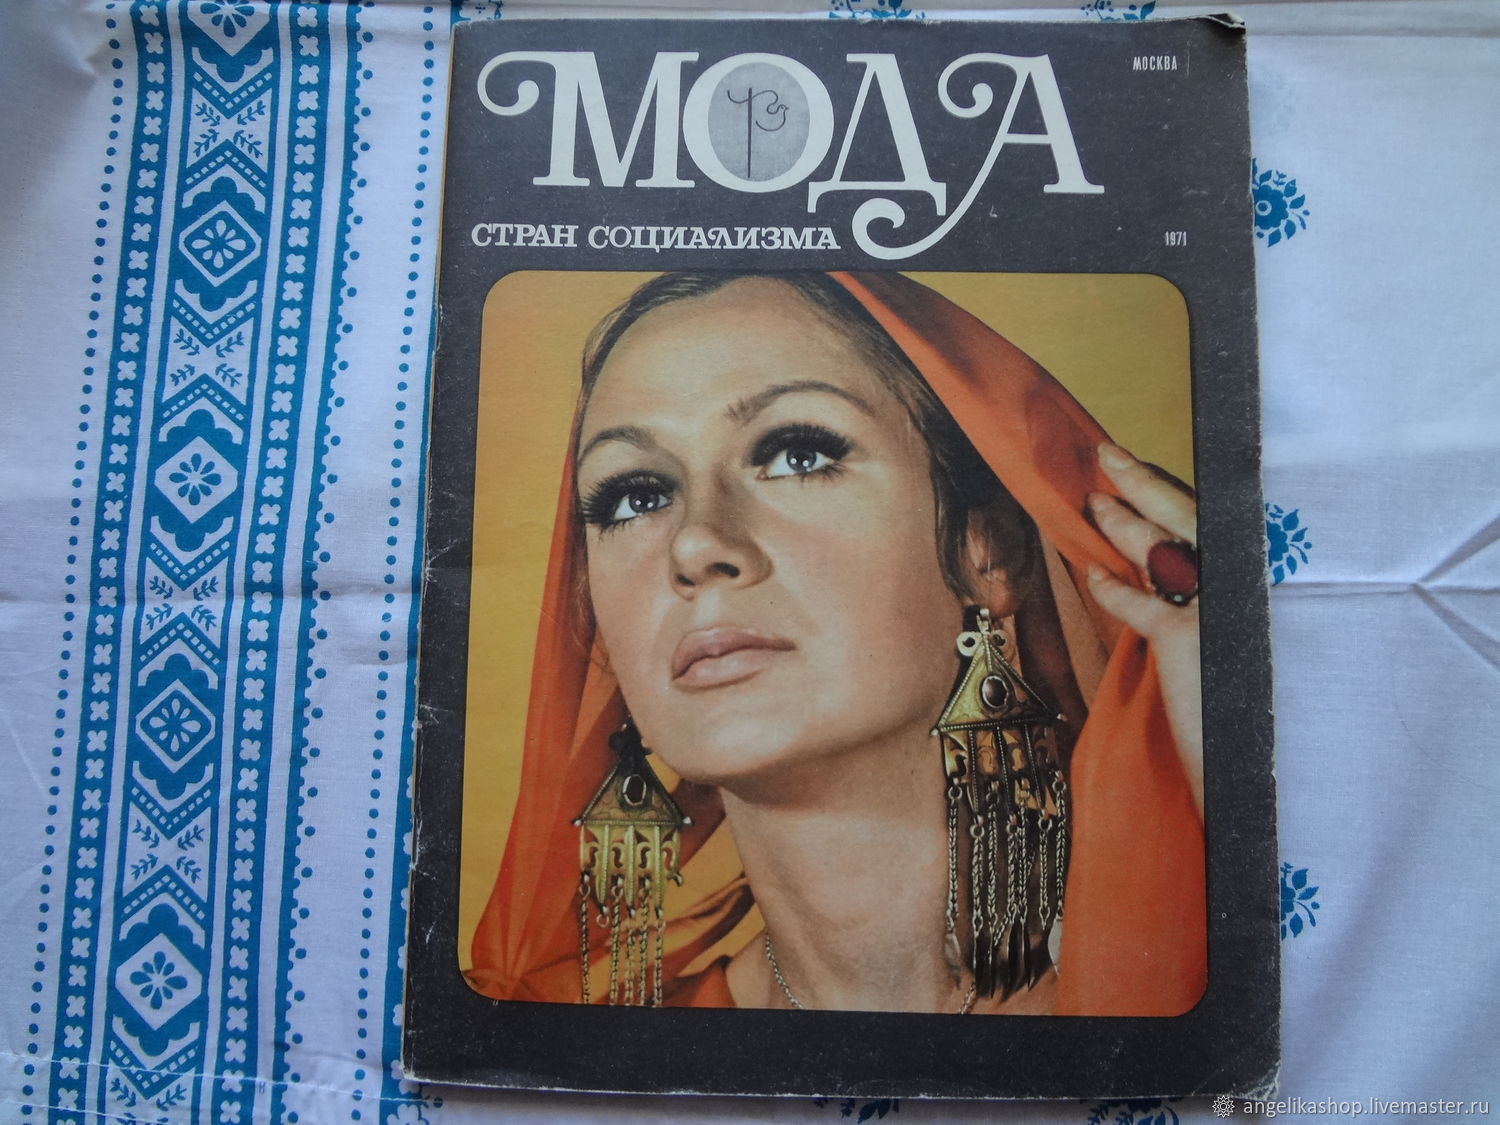 МОДА
МОСКВА
СТРАН СОЦИАЛИЗМА
1971
angelikashop.livemaster.ru